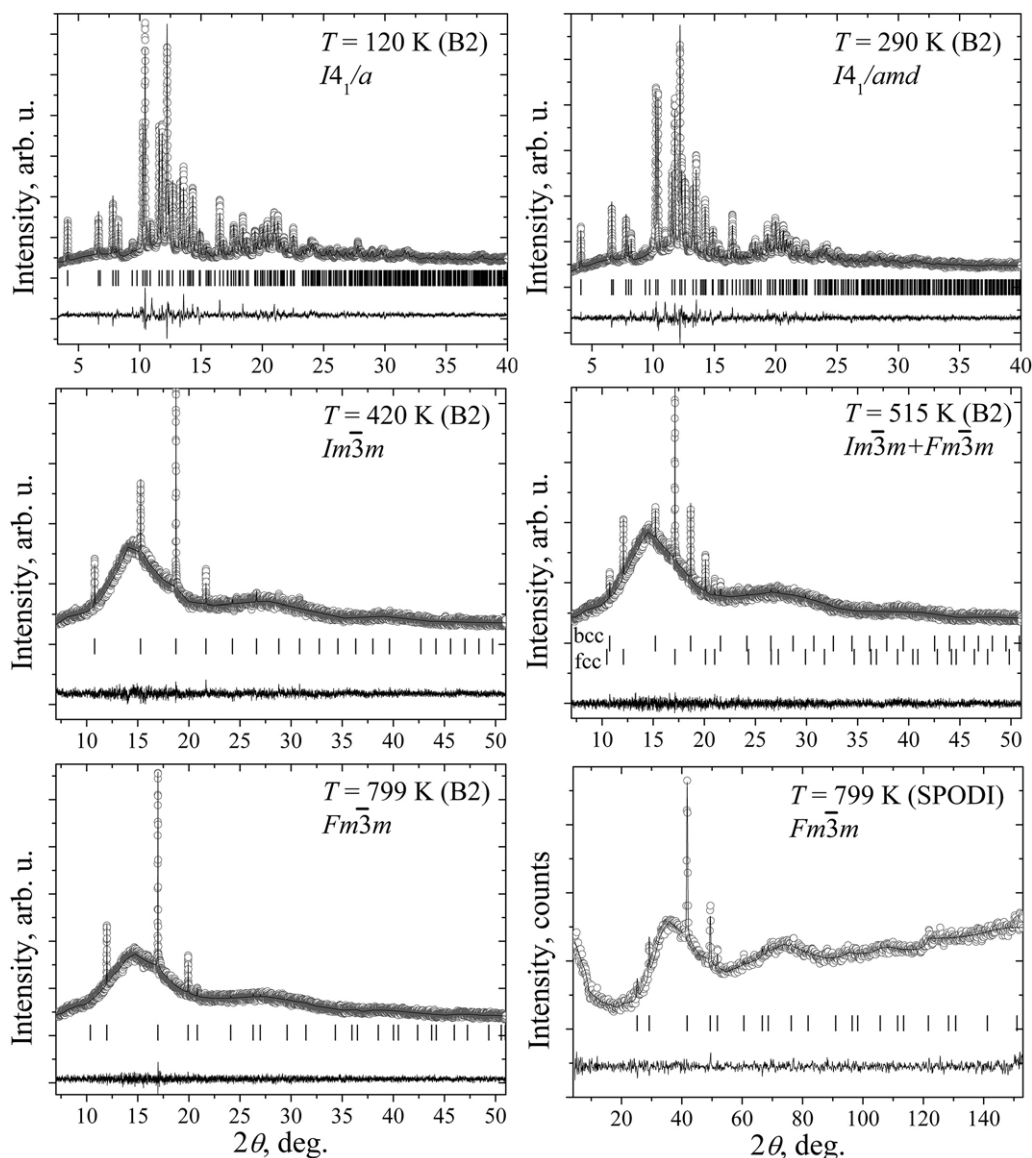 T = 120 K (B2)
I4₁/a
Intensity, arb. u.
5 10 15 20 25 30 35 40
T = 290 K (B2)
I4₁/amd
Intensity, arb. u.
5 10 15 20 25 30 35 40
T = 420 K (B2)
Im3̄m
Intensity, arb. u.
10 15 20 25 30 35 40 45 50
T = 515 K (B2)
Im3̄m+Fm3̄m
Intensity, arb. u.
bcc
fcc
10 15 20 25 30 35 40 45 50
T = 799 K (B2)
Fm3̄m
Intensity, arb. u.
10 15 20 25 30 35 40 45 50
2θ, deg.
T = 799 K (SPODI)
Fm3̄m
Intensity, counts
20 40 60 80 100 120 140
2θ, deg.